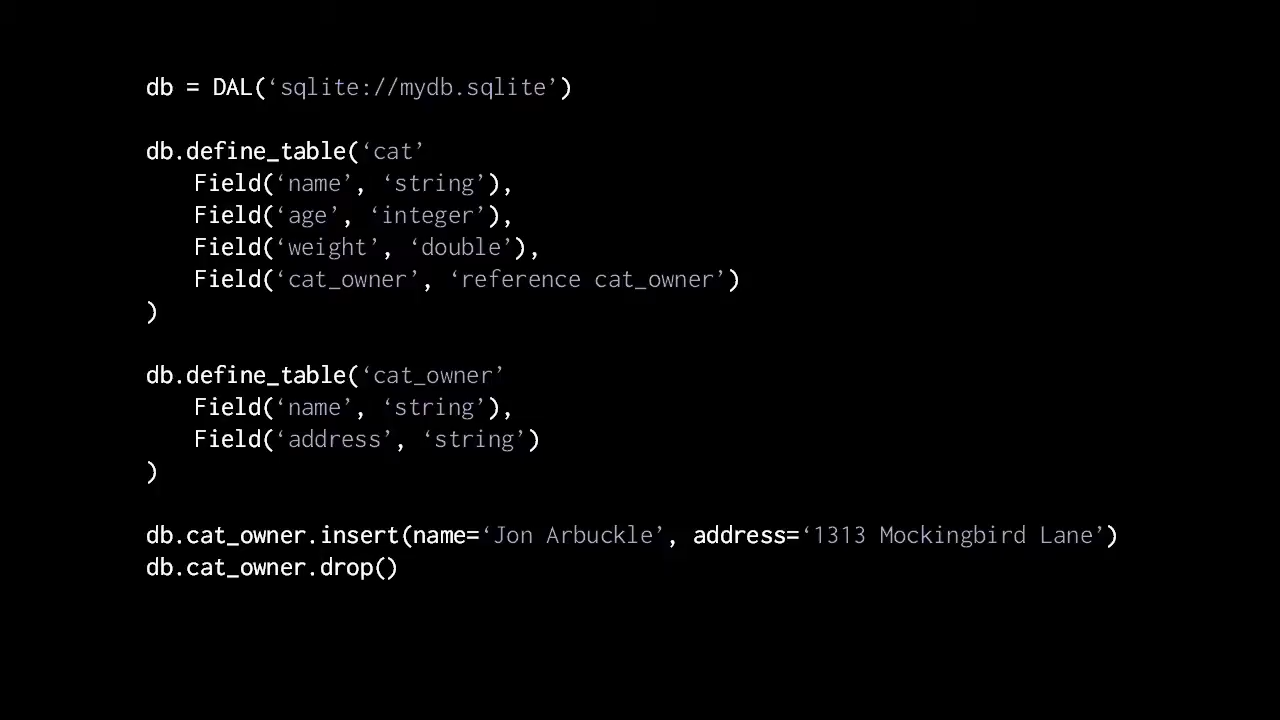 db = DAL(‘sqlite://mydb.sqlite’)
db.define_table(‘cat’
Field(‘name’, ‘string’),
Field(‘age’, ‘integer’),
Field(‘weight’, ‘double’),
Field(‘cat_owner’, ‘reference cat_owner’)
)
db.define_table(‘cat_owner’
Field(‘name’, ‘string’),
Field(‘address’, ‘string’)
)
db.cat_owner.insert(name=‘Jon Arbuckle’, address=‘1313 Mockingbird Lane’)
db.cat_owner.drop()